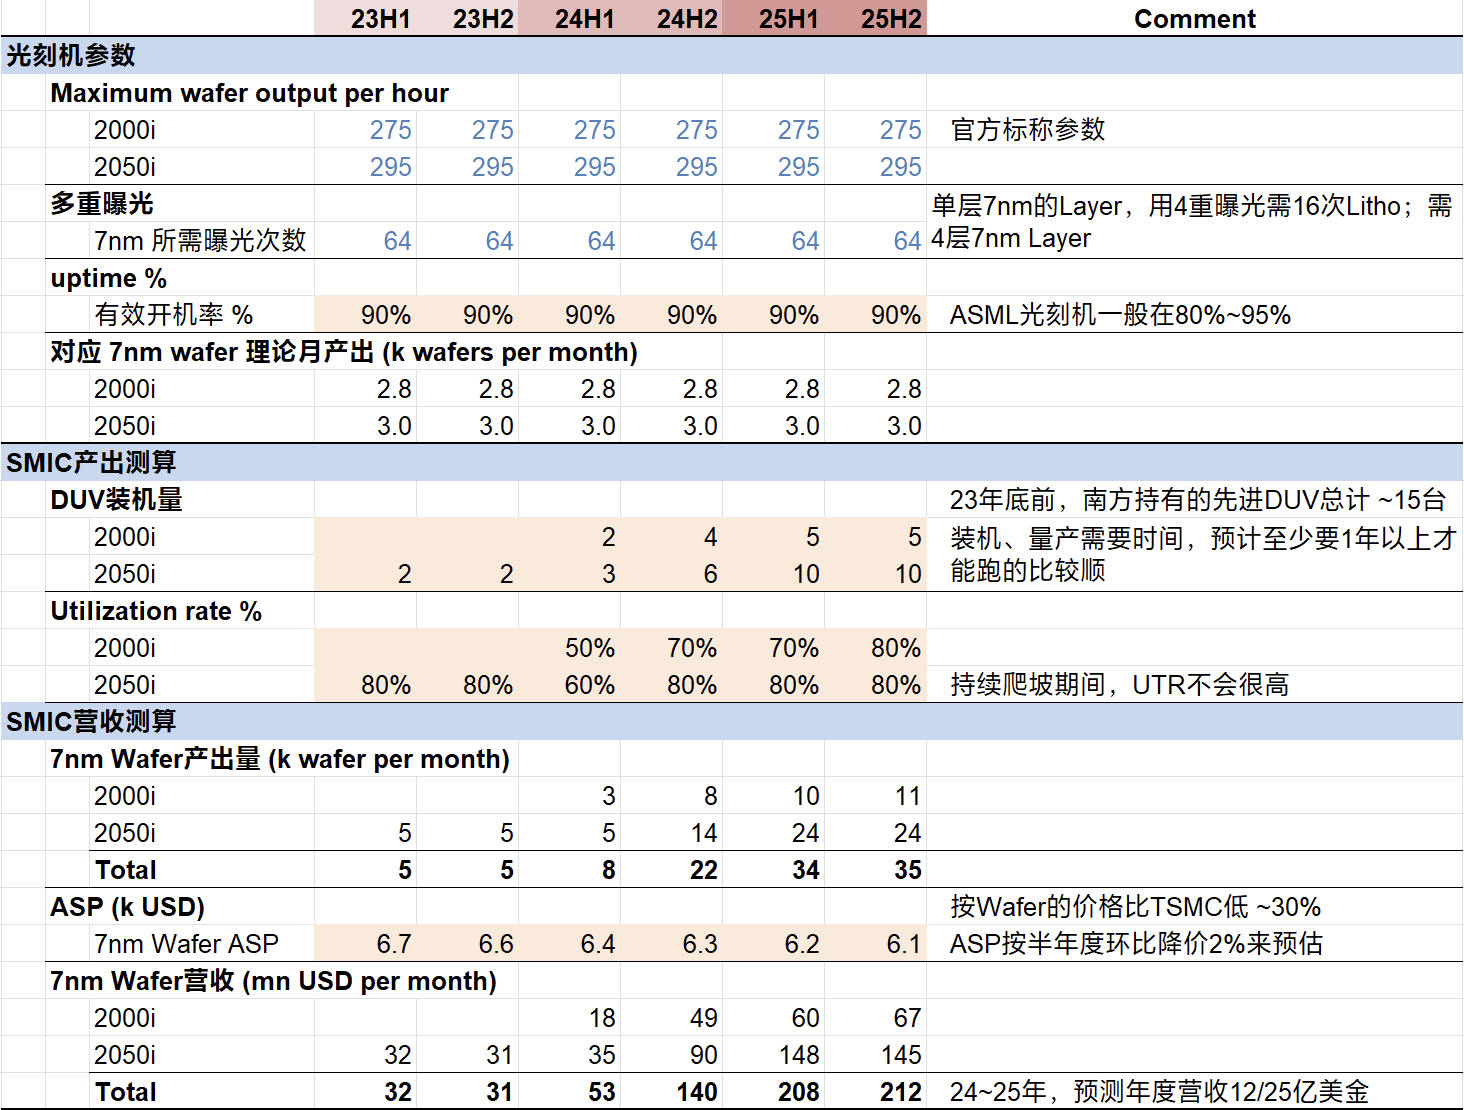 23H1 23H2 24H1 24H2 25H1 25H2 Comment
光刻机参数
Maximum wafer output per hour
2000i 275 275 275 275 275 275 官方标称参数
2050i 295 295 295 295 295 295
多重曝光
7nm 所需曝光次数 64 64 64 64 64 64
单层7nm的Layer，用4重曝光需16次Litho；需
4层7nm Layer
uptime %
有效开机率 % 90% 90% 90% 90% 90% 90% ASML光刻机一般在80%~95%
对应 7nm wafer 理论月产出 (k wafers per month)
2000i 2.8 2.8 2.8 2.8 2.8 2.8
2050i 3.0 3.0 3.0 3.0 3.0 3.0
SMIC产出测算
DUV装机量 23年底前，南方持有的先进DUV总计 ~15台
2000i 2 4 5 5
2050i 2 2 3 6 10 10
装机、量产需要时间，预计至少要1年以上才
能跑的比较顺
Utilization rate %
2000i 50% 70% 70% 80%
2050i 80% 80% 60% 80% 80% 80% 持续爬坡期间，UTR不会很高
SMIC营收测算
7nm Wafer产出量 (k wafer per month)
2000i 3 8 10 11
2050i 5 5 5 14 24 24
Total 5 5 8 22 34 35
ASP (k USD) 按Wafer的价格比TSMC低 ~30%
7nm Wafer ASP 6.7 6.6 6.4 6.3 6.2 6.1 ASP按半年度环比降价2%来预估
7nm Wafer营收 (mn USD per month)
2000i 18 49 60 67
2050i 32 31 35 90 148 145
Total 32 31 53 140 208 212 24~25年，预测年度营收12/25亿美金